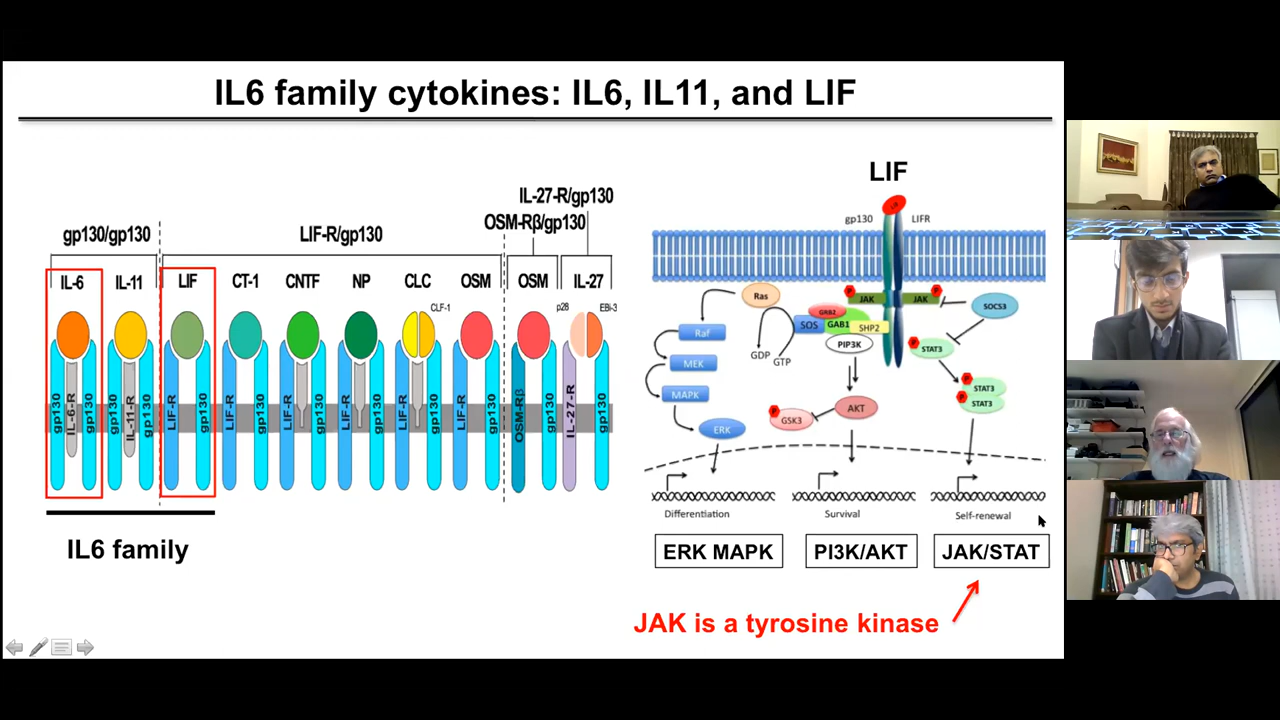 IL6 family cytokines: IL6, IL11, and LIF
IL-27-R/gp130
OSM-Rβ/gp130
gp130/gp130
LIF-R/gp130
IL-6
IL-11
LIF
CT-1
CNTF
NP
CLC
OSM
OSM
IL-27
CLF-1
p28
EBi-3
gp130
IL-6-R
gp130
gp130
IL-11-R
gp130
LIF-R
gp130
LIF-R
gp130
LIF-R
gp130
LIF-R
gp130
LIF-R
gp130
LIF-R
gp130
OSM-Rβ
gp130
IL-27-R
gp130
IL6 family
LIF
LIF
gp130
LIFR
Ras
P
JAK
JAK
P
SOCS3
GRB2
SOS
GAB1
SHP2
PIP3K
Raf
GDP
GTP
MEK
MAPK
ERK
P
STAT3
P
STAT3
P
STAT3
AKT
P
GSK3
Differentiation
Survival
Self-renewal
ERK MAPK
PI3K/AKT
JAK/STAT
JAK is a tyrosine kinase